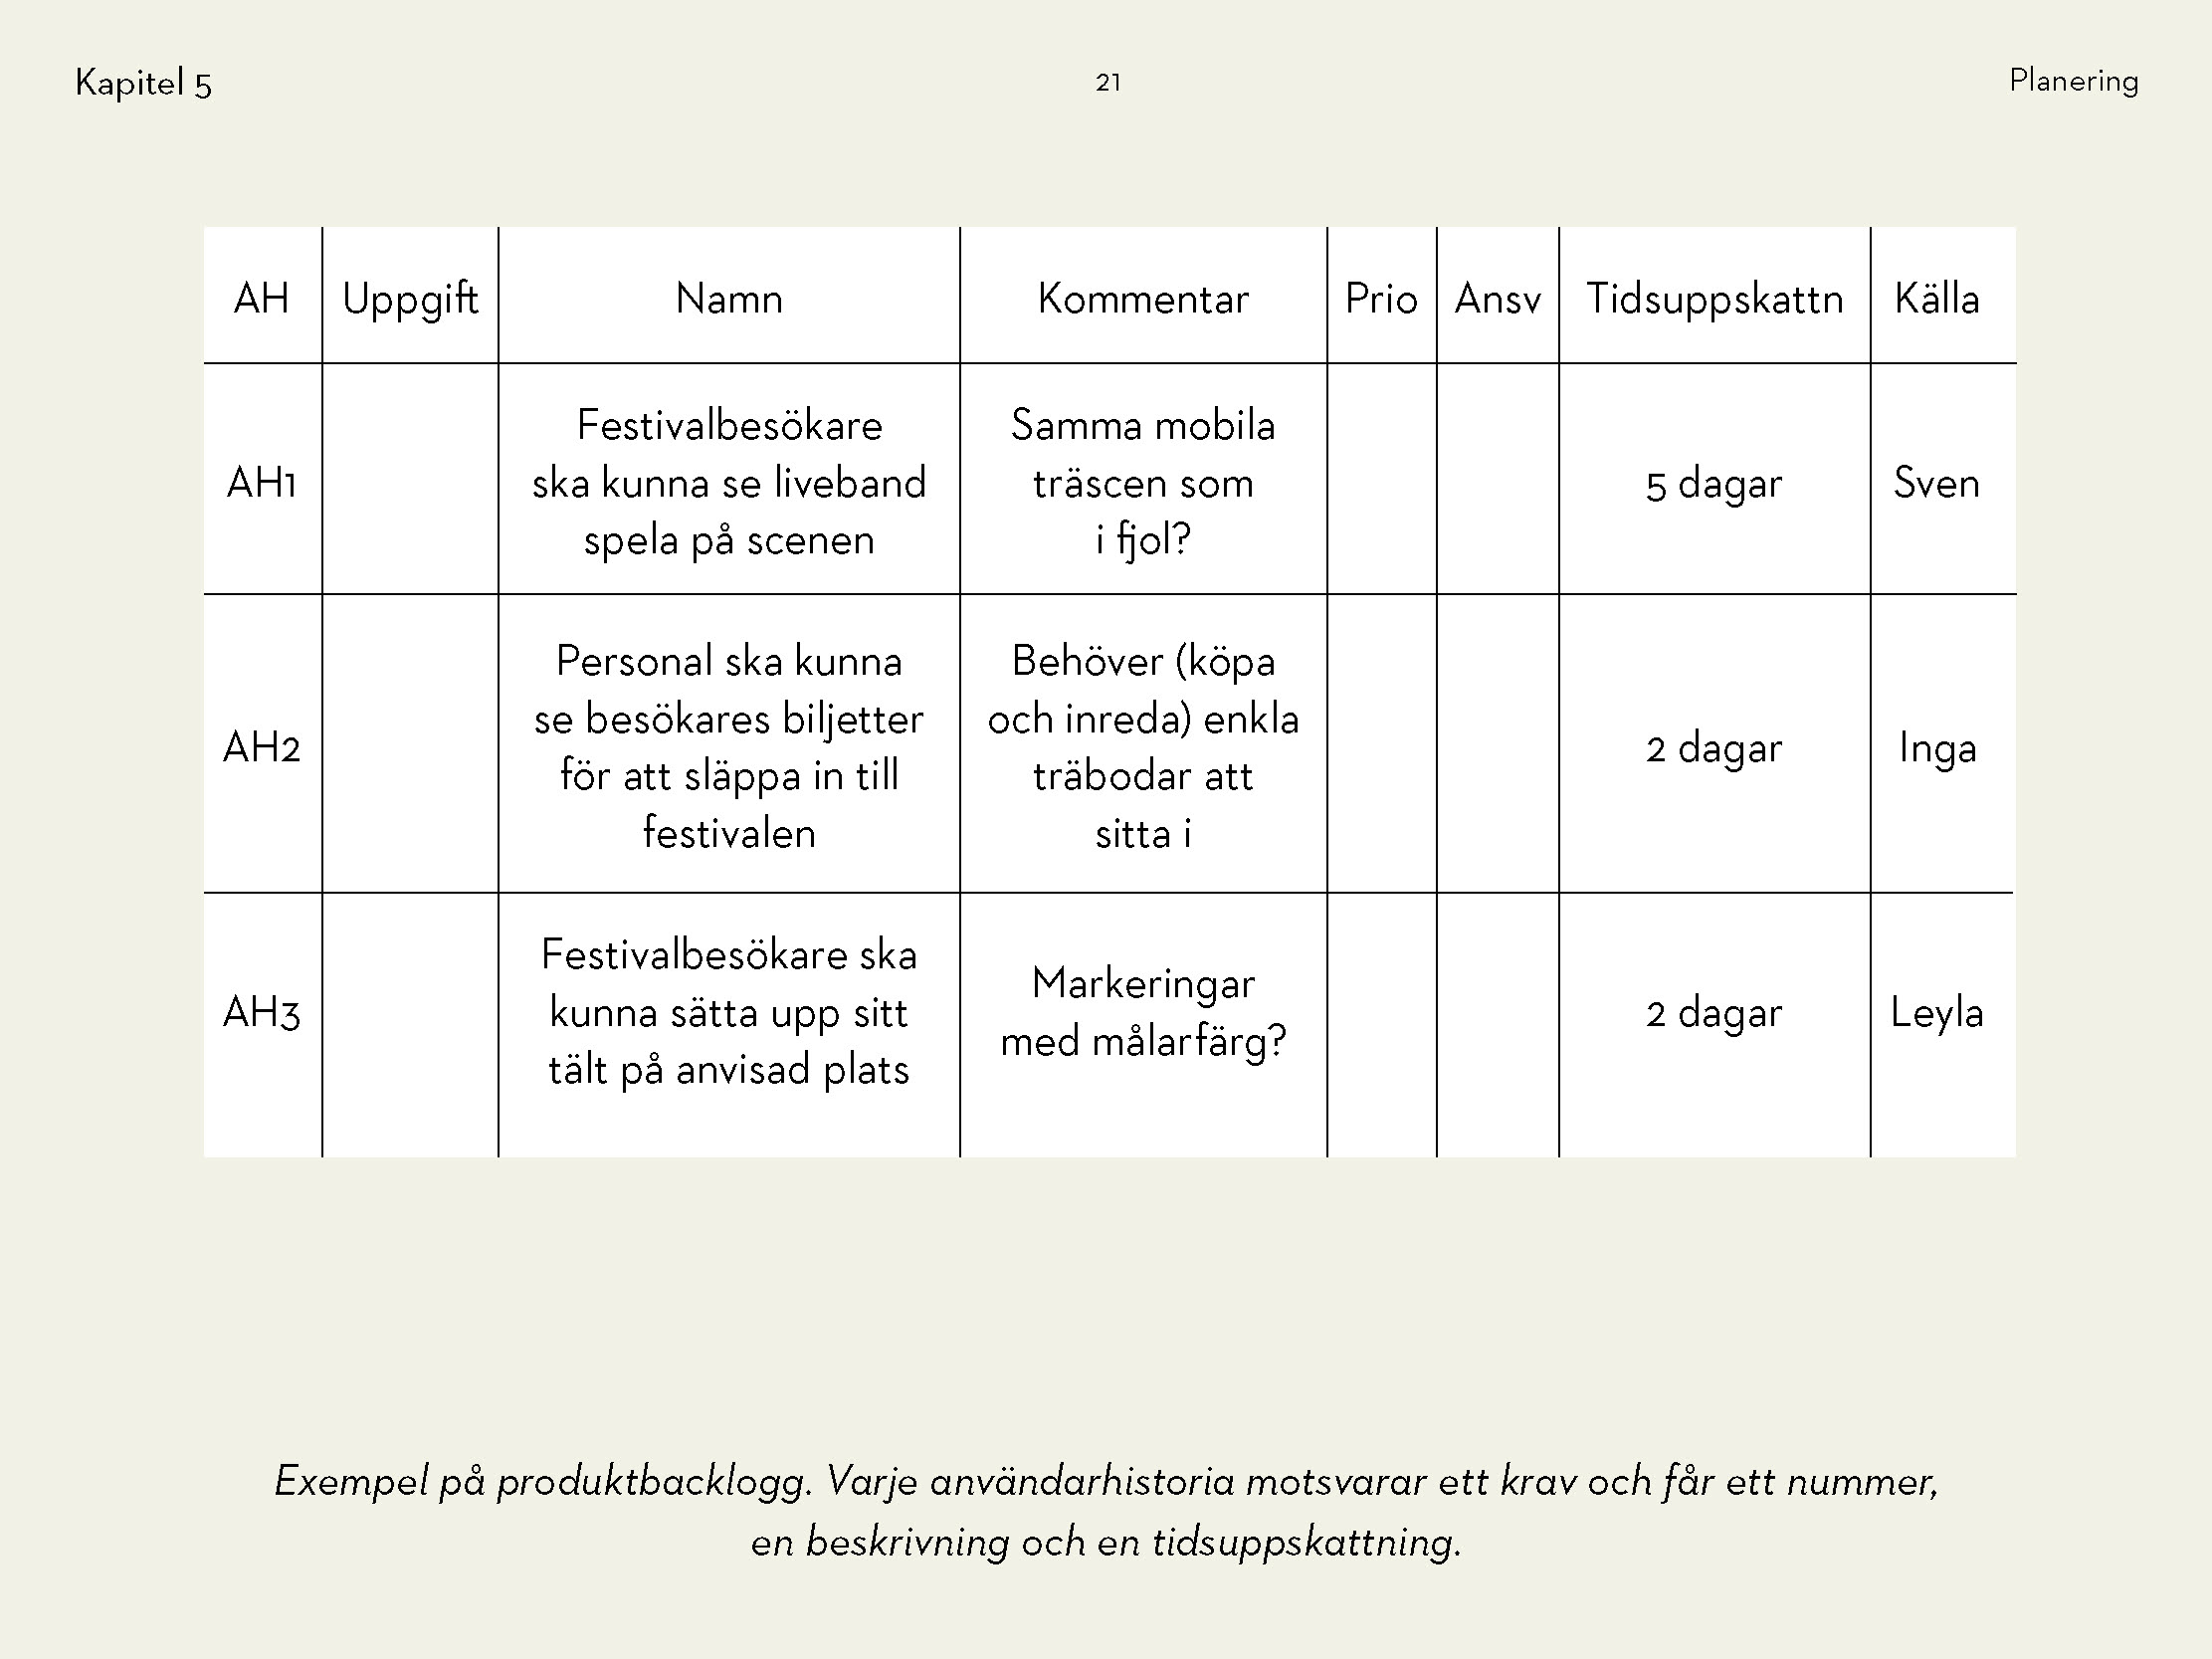 Kapitel 5
21
Planering
AH
Uppgift
Namn
Kommentar
Prio
Ansv
Tidsuppskattn
Källa
AH1
Festivalbesökare
ska kunna se liveband
spela på scenen
Samma mobila
träscen som
i fjol?
5 dagar
Sven
AH2
Personal ska kunna
se besökares biljetter
för att släppa in till
festivalen
Behöver (köpa
och inreda) enkla
träbodar att
sitta i
2 dagar
Inga
AH3
Festivalbesökare ska
kunna sätta upp sitt
tält på anvisad plats
Markeringar
med målarfärg?
2 dagar
Leyla
Exempel på produktbacklogg. Varje användarhistoria motsvarar ett krav och får ett nummer,
en beskrivning och en tidsuppskattning.